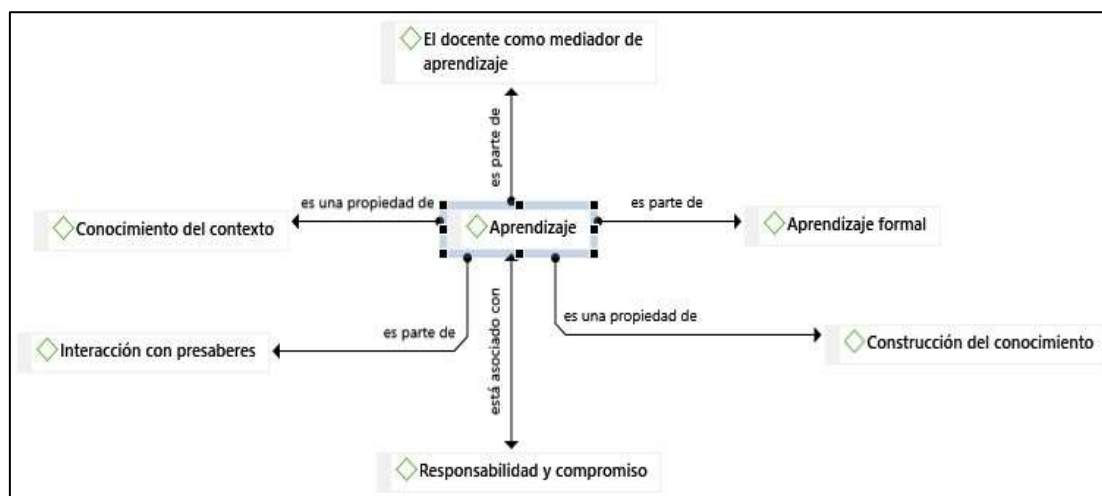 El docente como mediador de
aprendizaje
es parte de
es una propiedad de
es parte de
Conocimiento del contexto
Aprendizaje
Aprendizaje formal
es parte de
está asociado con
es una propiedad de
Interacción con presaberes
Construcción del conocimiento
Responsabilidad y compromiso